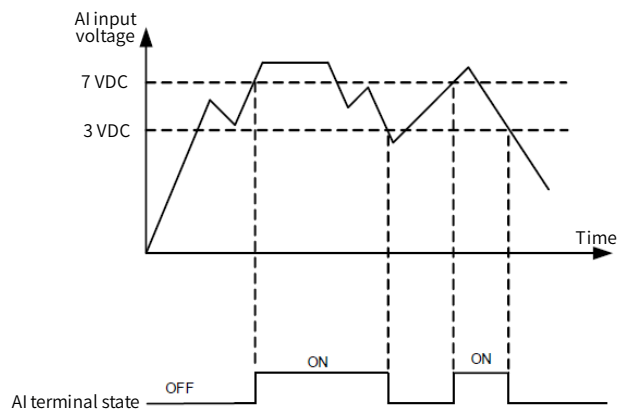 AI input
voltage
7 VDC
3 VDC
Time
ON
ON
OFF
AI terminal state